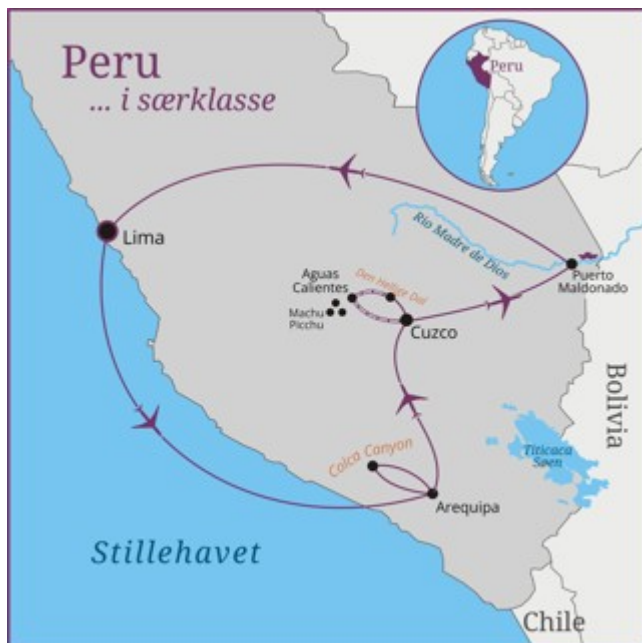 Peru
... i særklasse
Peru
Lima
Rio Madre de Dios
Puerto
Maldonado
Aguas
Calientes
Den Hellige Dal
Machu
Picchu
Cuzco
Bolivia
Titicaca
Søen
Colca Canyon
Arequipa
Stillehavet
Chile